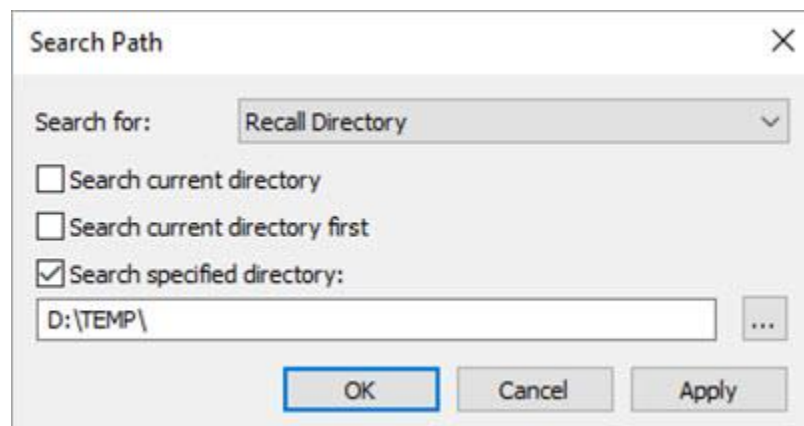 Search Path
Search for: Recall Directory
Search current directory
Search current directory first
Search specified directory:
D:\TEMP\
...
OK Cancel Apply